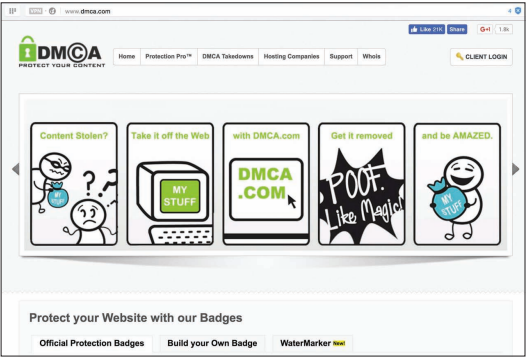 VPN www.dmca.com 4
Like 21K Share G+1 1.8k
DMCA
PROTECT YOUR CONTENT
Home Protection Pro™ DMCA Takedowns Hosting Companies Support Whois
CLIENT LOGIN
Content Stolen? Take it off the Web with DMCA.com Get it removed and be AMAZED.
MY STUFF
? ? ?
MY
STUFF
DMCA
.COM
POOF.
Like Magic!
MY
STUFF
Protect your Website with our Badges
Official Protection Badges Build your Own Badge WaterMarker New!